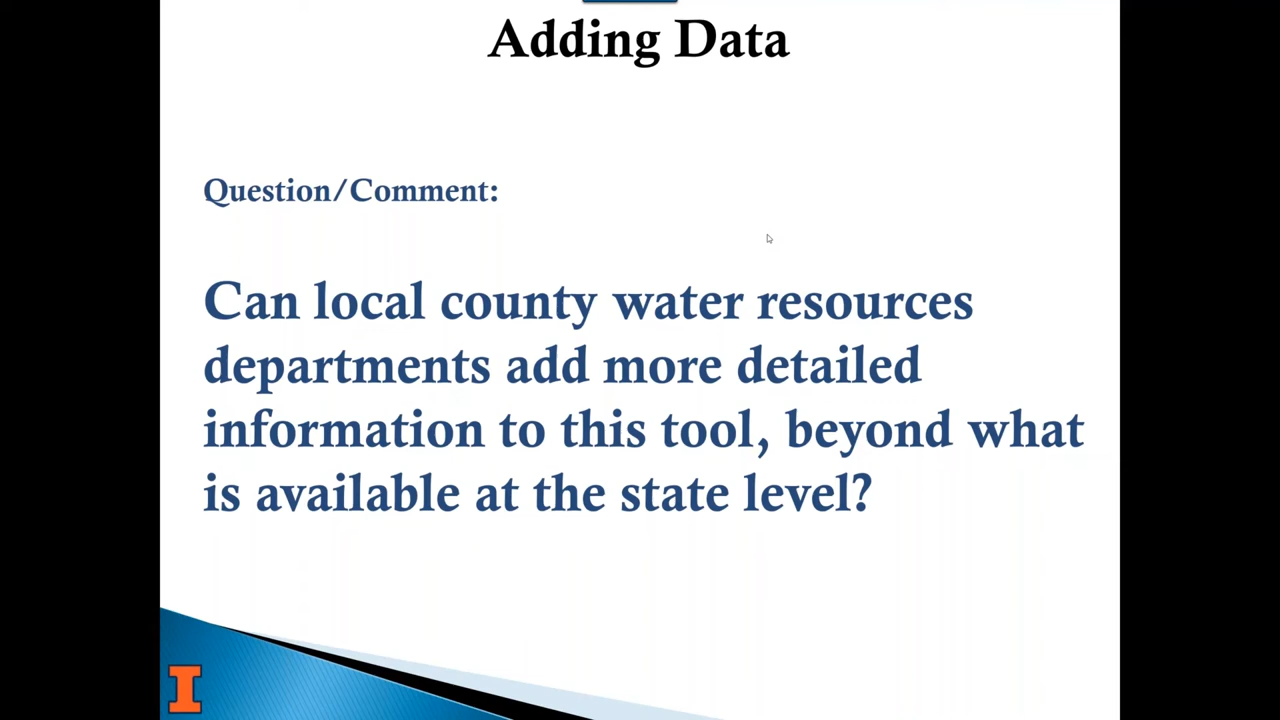 Adding Data
Question/Comment:
Can local county water resources
departments add more detailed
information to this tool, beyond what
is available at the state level?
I